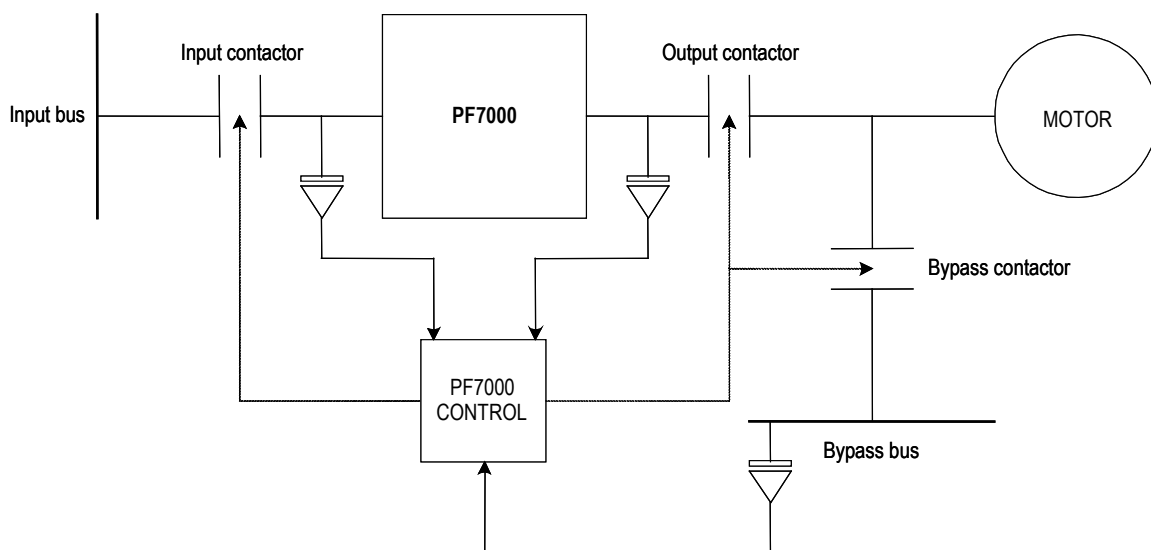 Input contactor
Output contactor
Input bus
PF7000
MOTOR
Bypass contactor
PF7000
CONTROL
Bypass bus